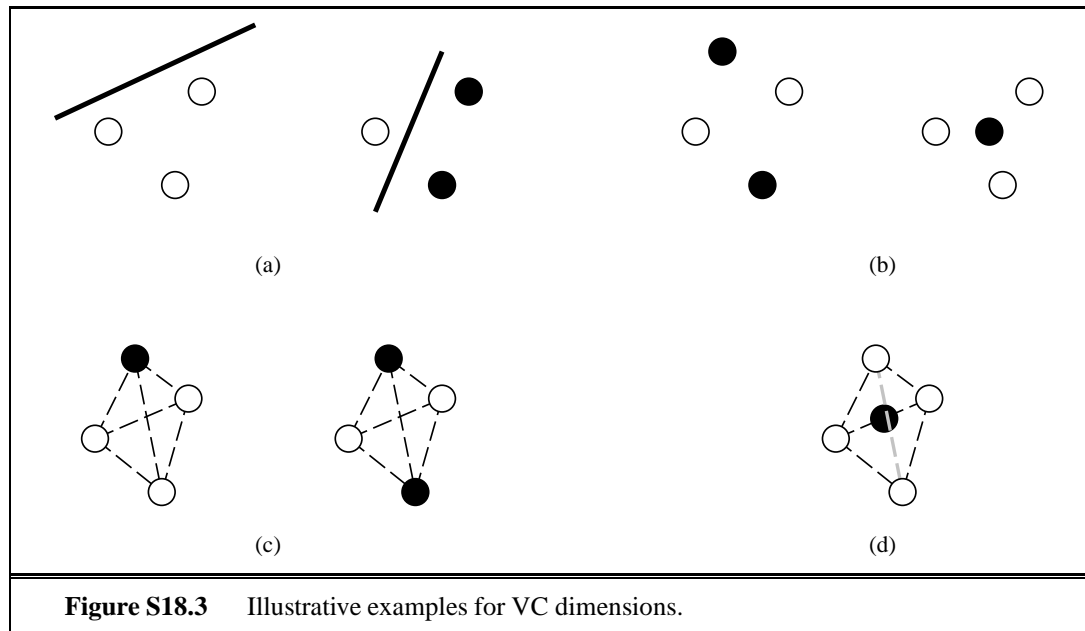 (a)
(b)
(c)
(d)
Figure S18.3 Illustrative examples for VC dimensions.